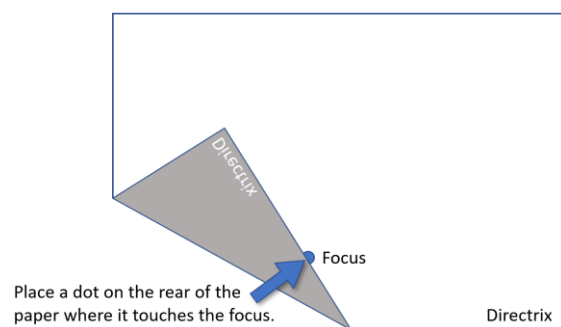 Directrix
Focus
Place a dot on the rear of the
paper where it touches the focus.
Directrix